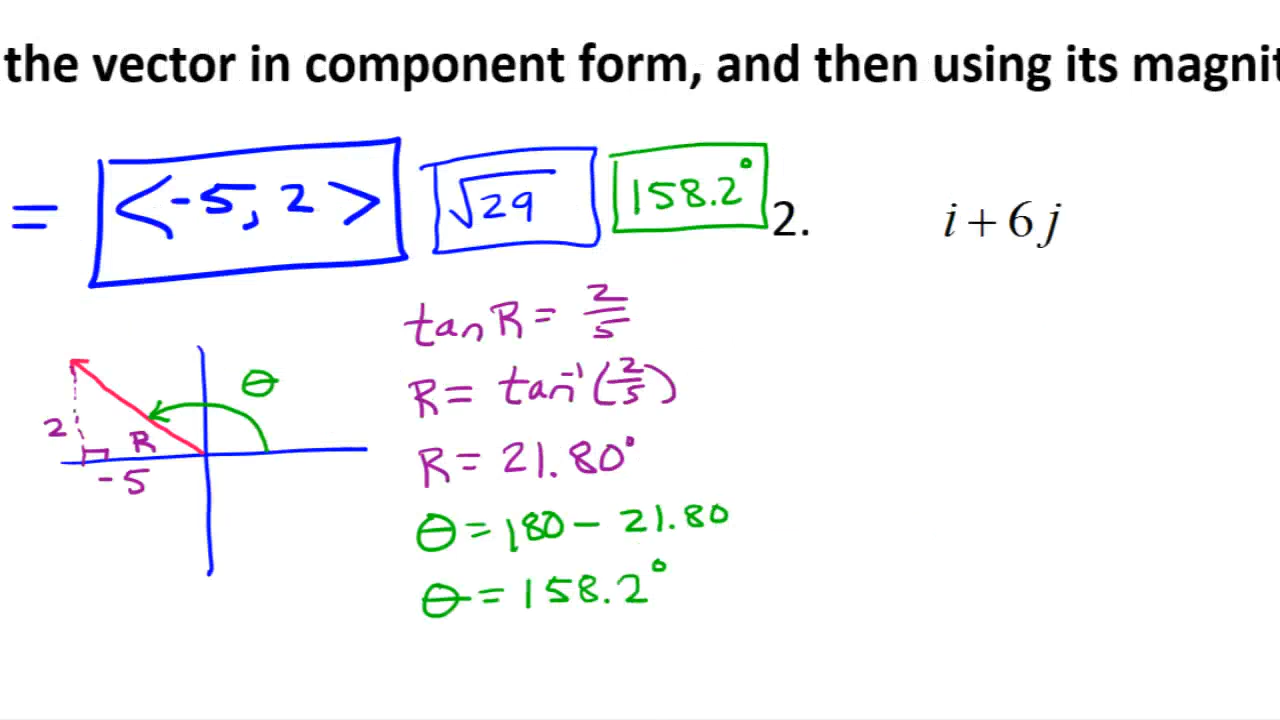 the vector in component form, and then using its magnit
= <-5, 2> √29 158.2° 2. i + 6 j
tan R = 2/5
R = tan⁻¹(2/5)
R = 21.80°
θ = 180 - 21.80
θ = 158.2°
θ
2
R
-5